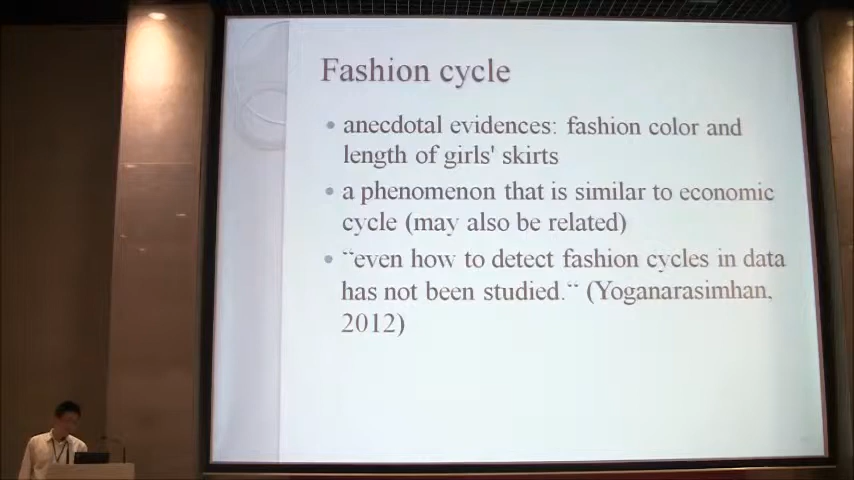 Fashion cycle
• anecdotal evidences: fashion color and
length of girls' skirts
• a phenomenon that is similar to economic
cycle (may also be related)
• “even how to detect fashion cycles in data
has not been studied.“ (Yoganarasimhan,
2012)